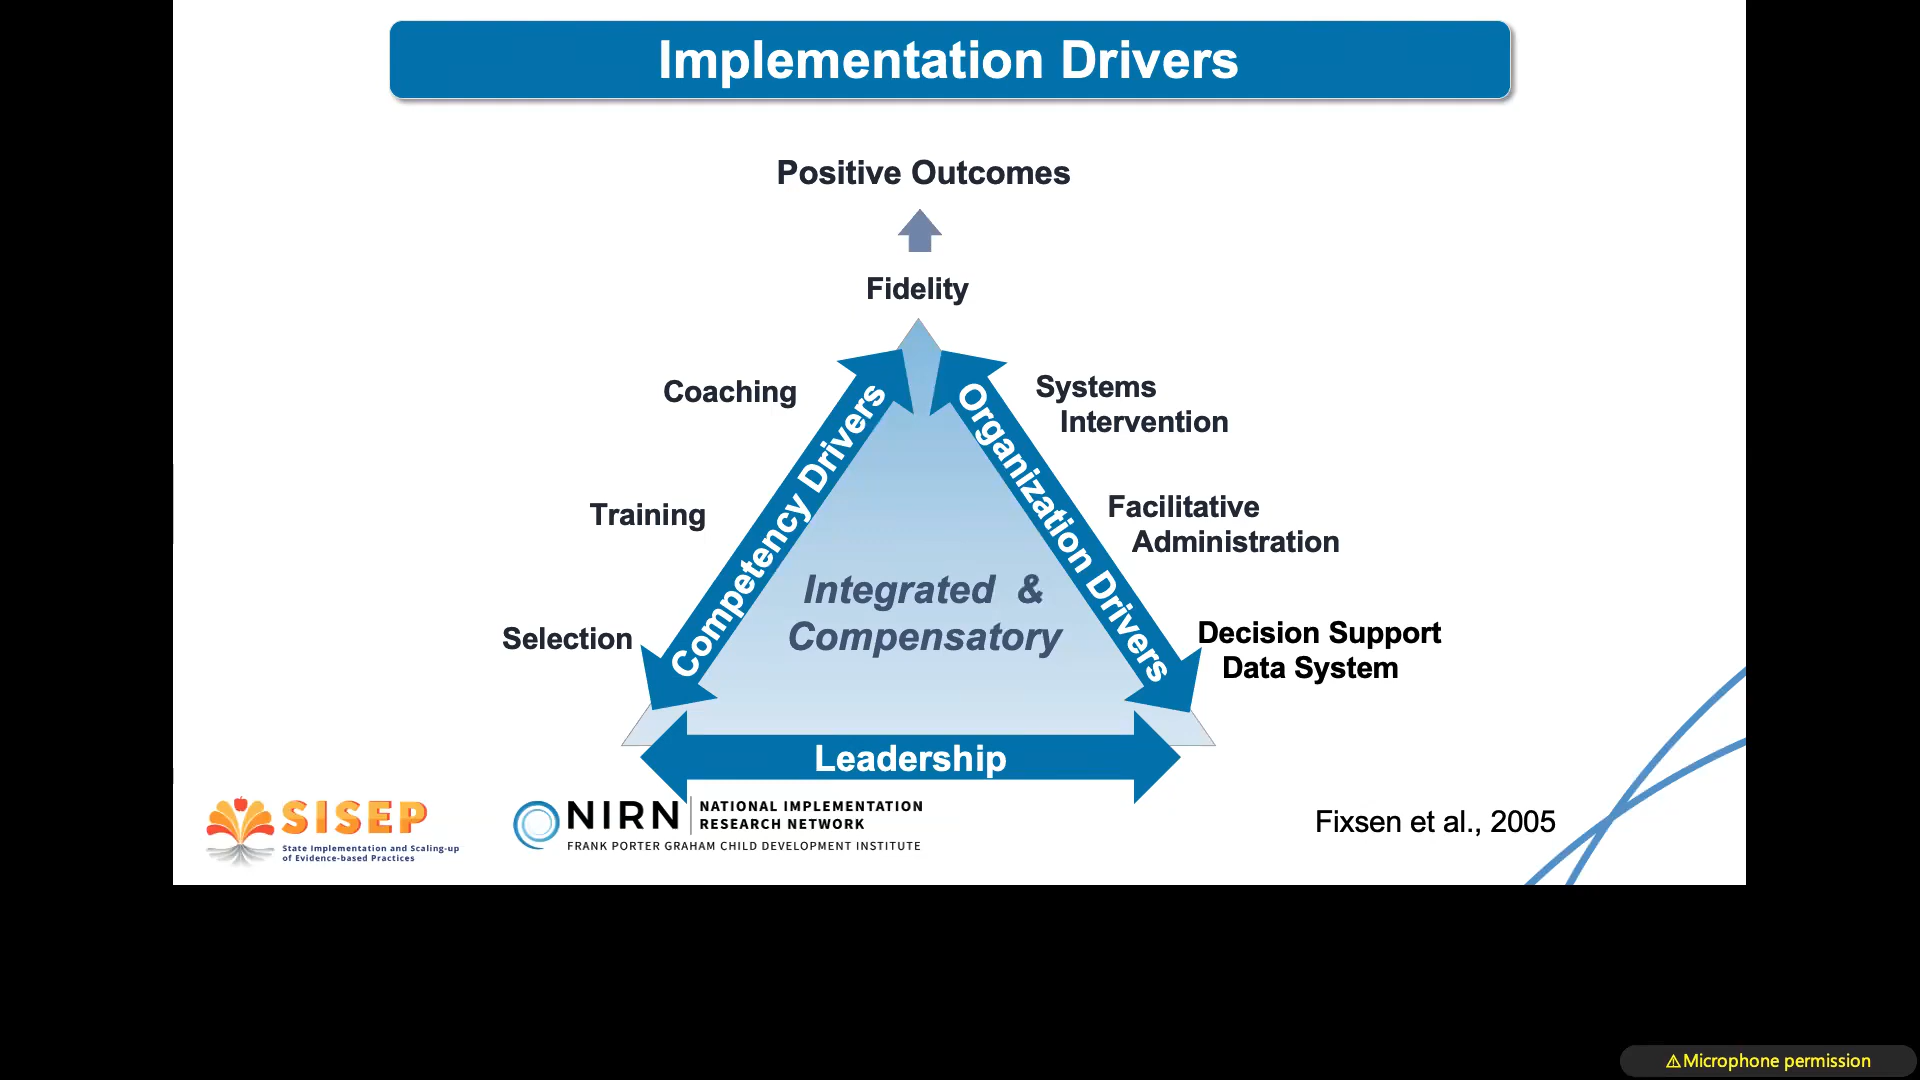 Implementation Drivers
Positive Outcomes
Fidelity
Coaching
Training
Selection
Competency Drivers
Organization Drivers
Systems
Intervention
Facilitative
Administration
Decision Support
Data System
Integrated & 
Compensatory
Leadership
SISEP
State Implementation and Scaling-up
of Evidence-based Practices
NIRN
NATIONAL IMPLEMENTATION
RESEARCH NETWORK
FRANK PORTER GRAHAM CHILD DEVELOPMENT INSTITUTE
Fixsen et al., 2005
⚠Microphone permission